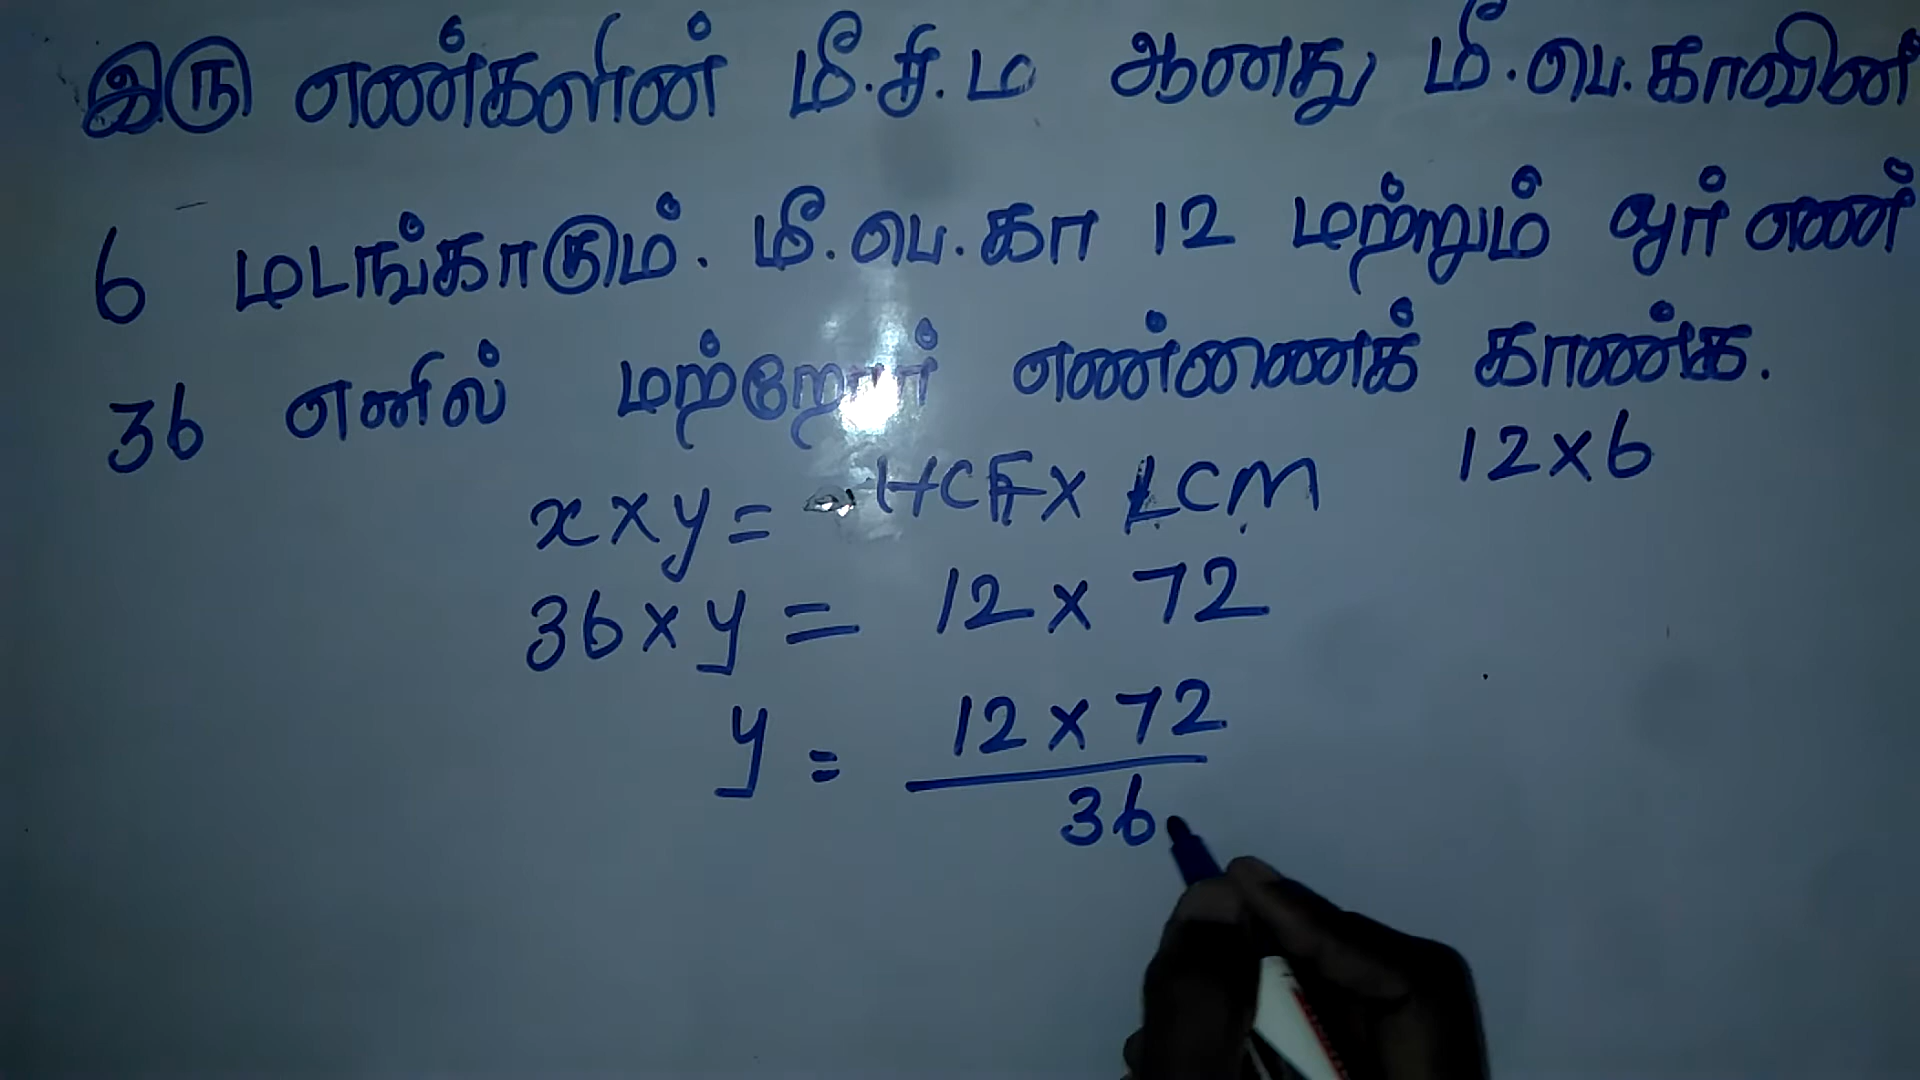 இரு எண்களின் மீ.சி.ம ஆனது மீ.பெ.காவின்
6 மடங்காகும். மீ.பெ.கா 12 மற்றும் ஓர் எண்
36 எனில் மற்றோர் எண்ணைக் காண்க.
12×6
x×y= HCF× LCM
36×y = 12× 72
y = 12× 72
36